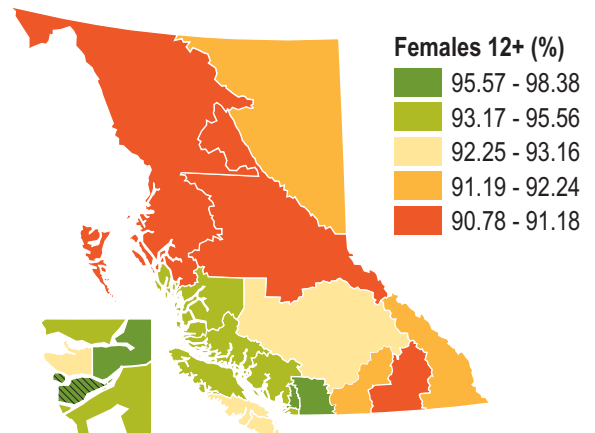 Females 12+ (%)
95.57 - 98.38
93.17 - 95.56
92.25 - 93.16
91.19 - 92.24
90.78 - 91.18